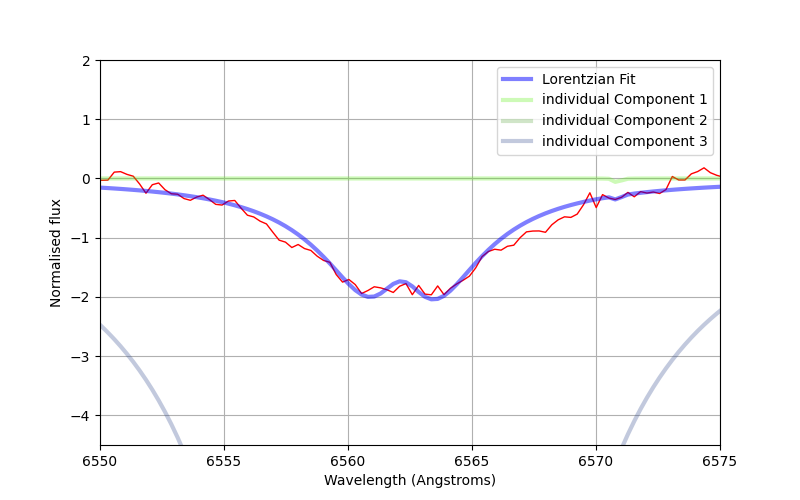 2
1
0
−1
−2
−3
−4
Normalised flux
Lorentzian Fit
individual Component 1
individual Component 2
individual Component 3
6550 6555 6560 6565 6570 6575
Wavelength (Angstroms)